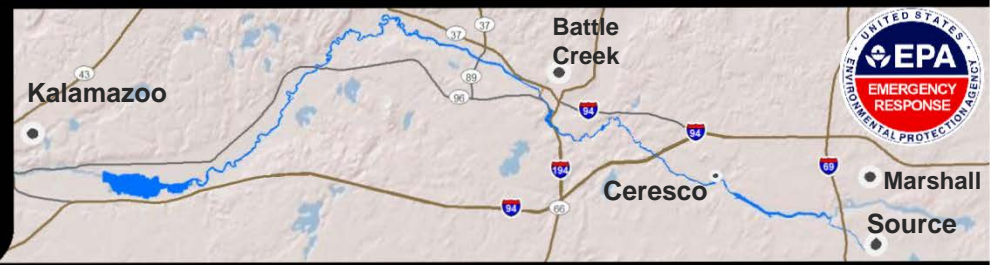 Battle
Creek
Kalamazoo
43
37
37
89
96
94
94
194
69
94
66
Ceresco
Marshall
Source
UNITED STATES
EPA
EMERGENCY
RESPONSE
ENVIRONMENTAL PROTECTION AGENCY